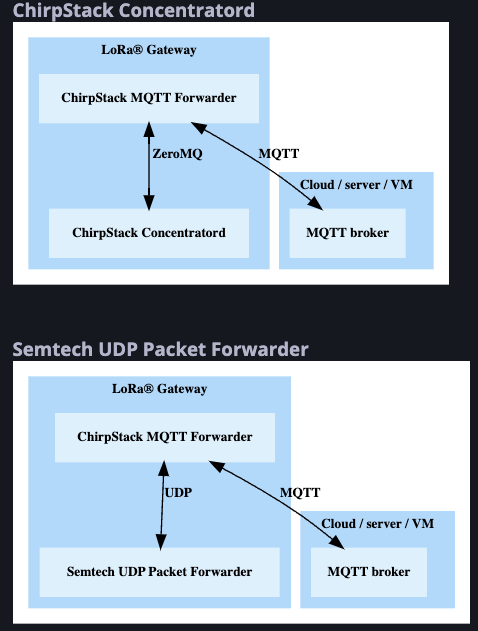 ChirpStack Concentratord
LoRa® Gateway
ChirpStack MQTT Forwarder
ZeroMQ
MQTT
Cloud / server / VM
ChirpStack Concentratord
MQTT broker
Semtech UDP Packet Forwarder
LoRa® Gateway
ChirpStack MQTT Forwarder
UDP
MQTT
Cloud / server / VM
Semtech UDP Packet Forwarder
MQTT broker